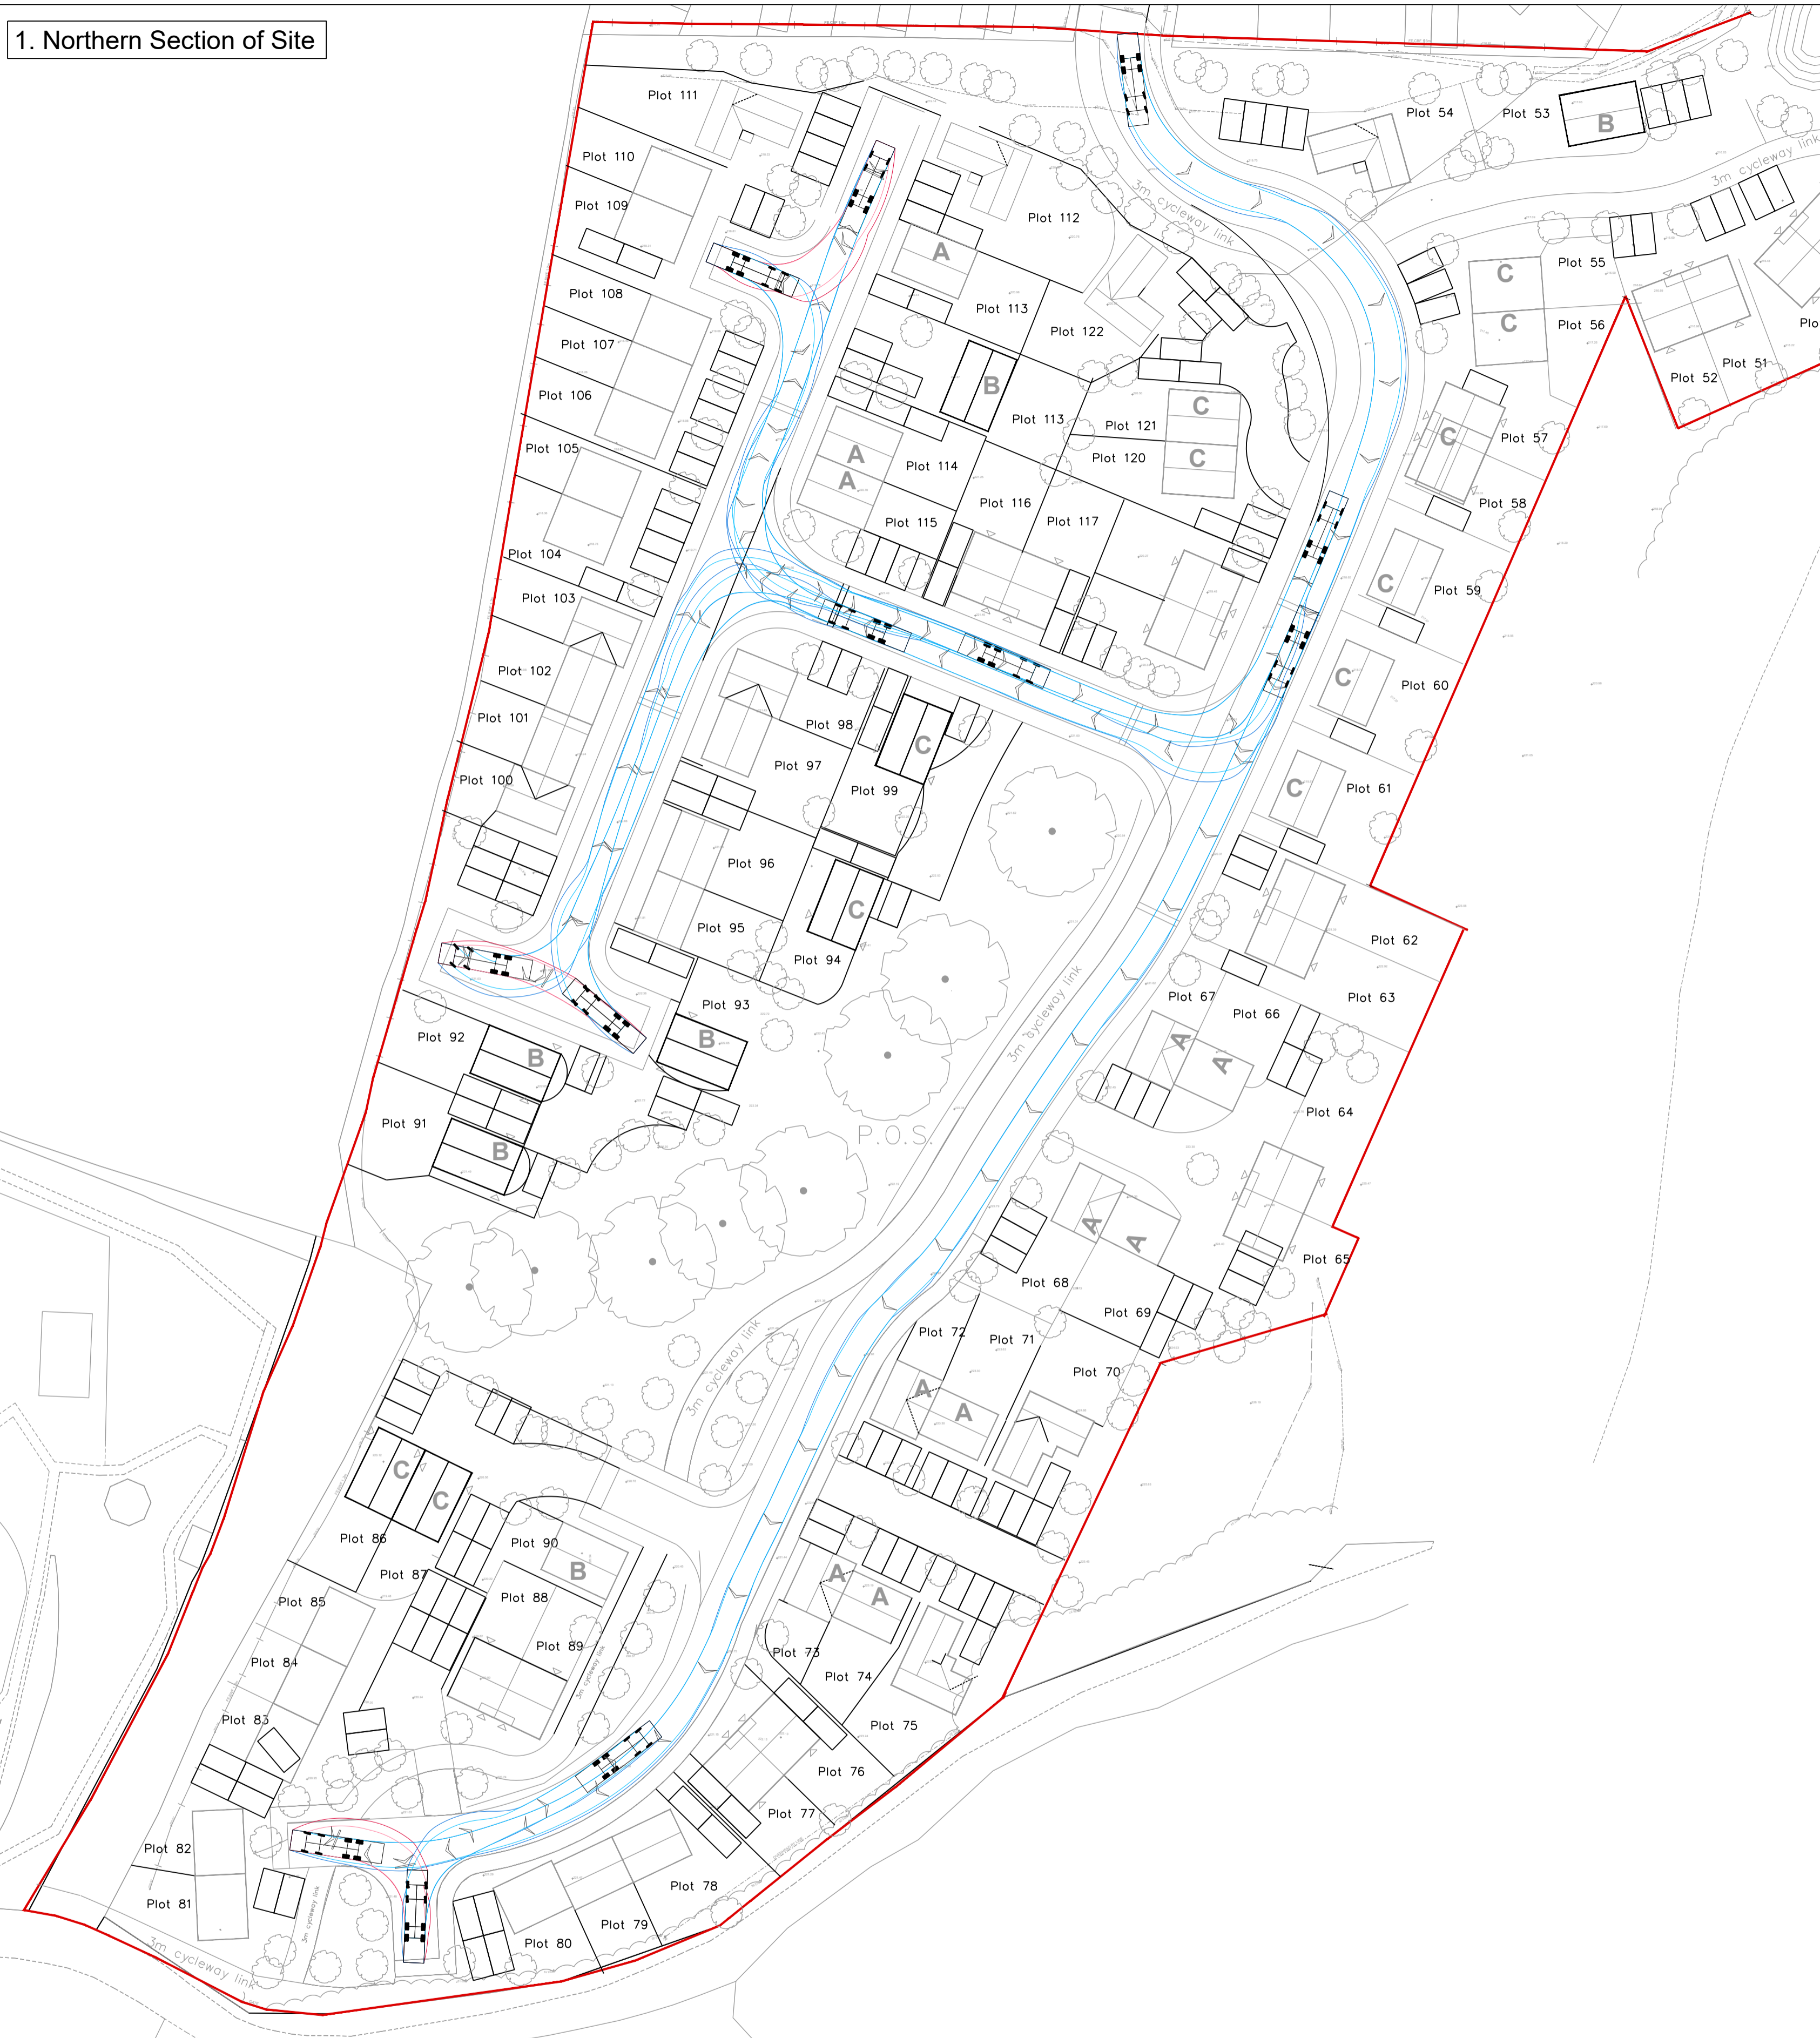 1. Northern Section of Site
Plot 111
Plot 54
Plot 53
B
Plot 110
3m cycleway link
Plot 109
3m cycleway link
Plot 112
A
Plot 55
C
Plot 108
Plot 113
Plot 122
C
Plot 56
Plo
Plot 107
Plot 51
Plot 52
B
Plot 106
C
Plot 113
Plot 121
C
Plot 57
Plot 105
A
Plot 114
Plot 120
C
A
Plot 116
Plot 58
Plot 115
Plot 117
Plot 104
C
Plot 59
Plot 103
Plot 102
C
Plot 60
Plot 101
Plot 98
C
Plot 97
Plot 100
Plot 99
C
Plot 61
Plot 96
C
Plot 95
Plot 62
Plot 94
3m cycleway link
Plot 93
Plot 67
Plot 63
Plot 66
Plot 92
B
B
A
A
Plot 91
Plot 64
P.O.S.
B
A
A
Plot 65
Plot 68
Plot 69
Plot 72
Plot 71
3m cycleway link
Plot 70
A
A
C
C
Plot 86
Plot 90
Plot 87
B
A
A
Plot 85
Plot 88
Plot 89
Plot 73
Plot 84
3m cycleway link
Plot 74
Plot 83
Plot 75
Plot 76
Plot 77
Plot 82
Plot 78
Plot 81
3m cycleway link
Plot 79
Plot 80
3m cycleway link